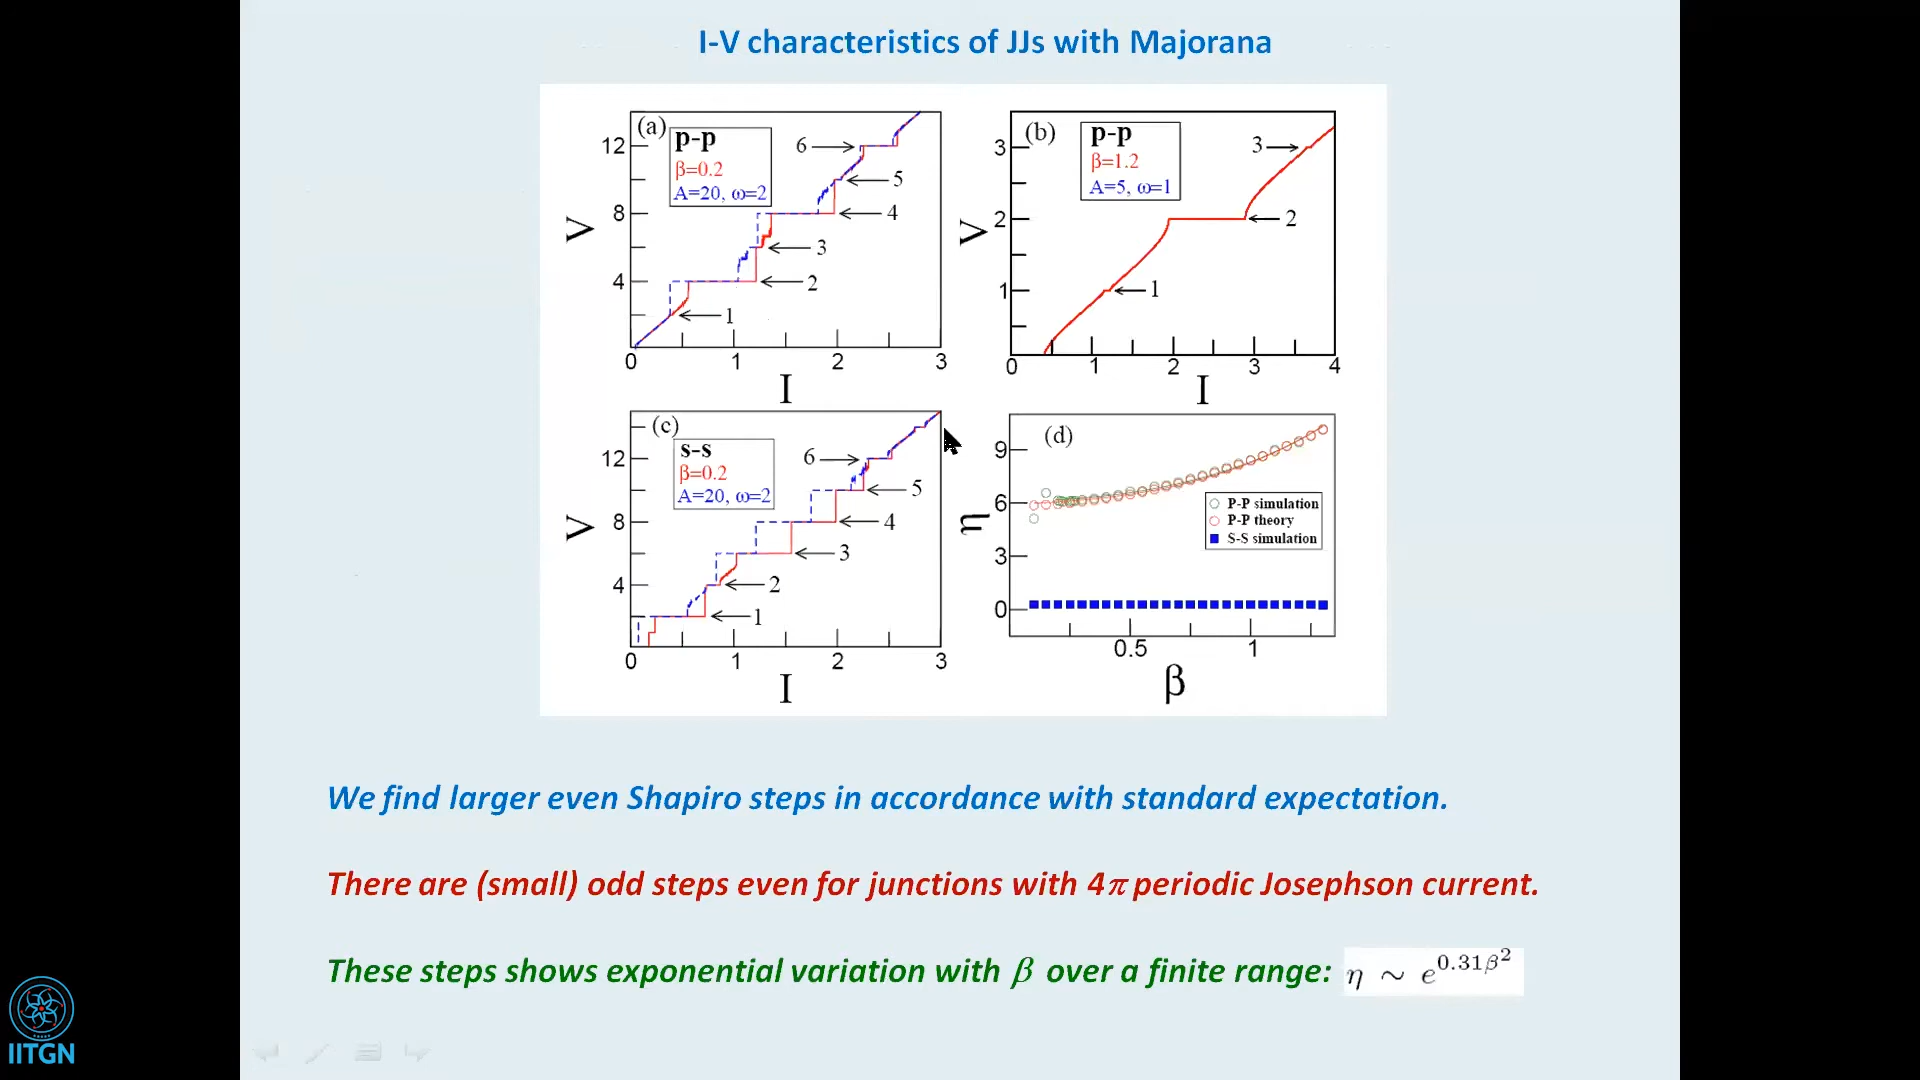 I-V characteristics of JJs with Majorana
(a)
p-p
β=0.2
A=20, ω=2
12
8
4
V
6
5
4
3
2
1
0 1 2 3
I
(b)
p-p
β=1.2
A=5, ω=1
3
2
1
V
3
2
1
0 1 2 3 4
I
(c)
s-s
β=0.2
A=20, ω=2
12
8
4
V
6
5
4
3
2
1
0 1 2 3
I
(d)
9
6
3
0
η
P-P simulation
P-P theory
S-S simulation
0.5 1
β
We find larger even Shapiro steps in accordance with standard expectation.
There are (small) odd steps even for junctions with 4π periodic Josephson current.
These steps shows exponential variation with β over a finite range: η ~ e^{0.31β^2}
IITGN